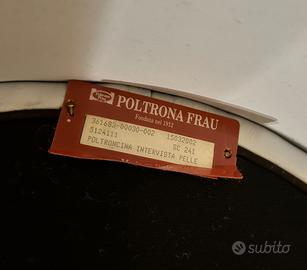 POLTRONA FRAU
Fondata nel 1912
361683-00030-002 15032002
5124111 SC 241
POLTRONCINA INTERVISTA PELLE
subito